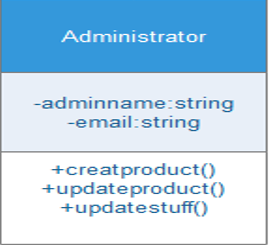 Administrator
-adminname:string
-email:string
+creatproduct()
+updateproduct()
+updatestuff()